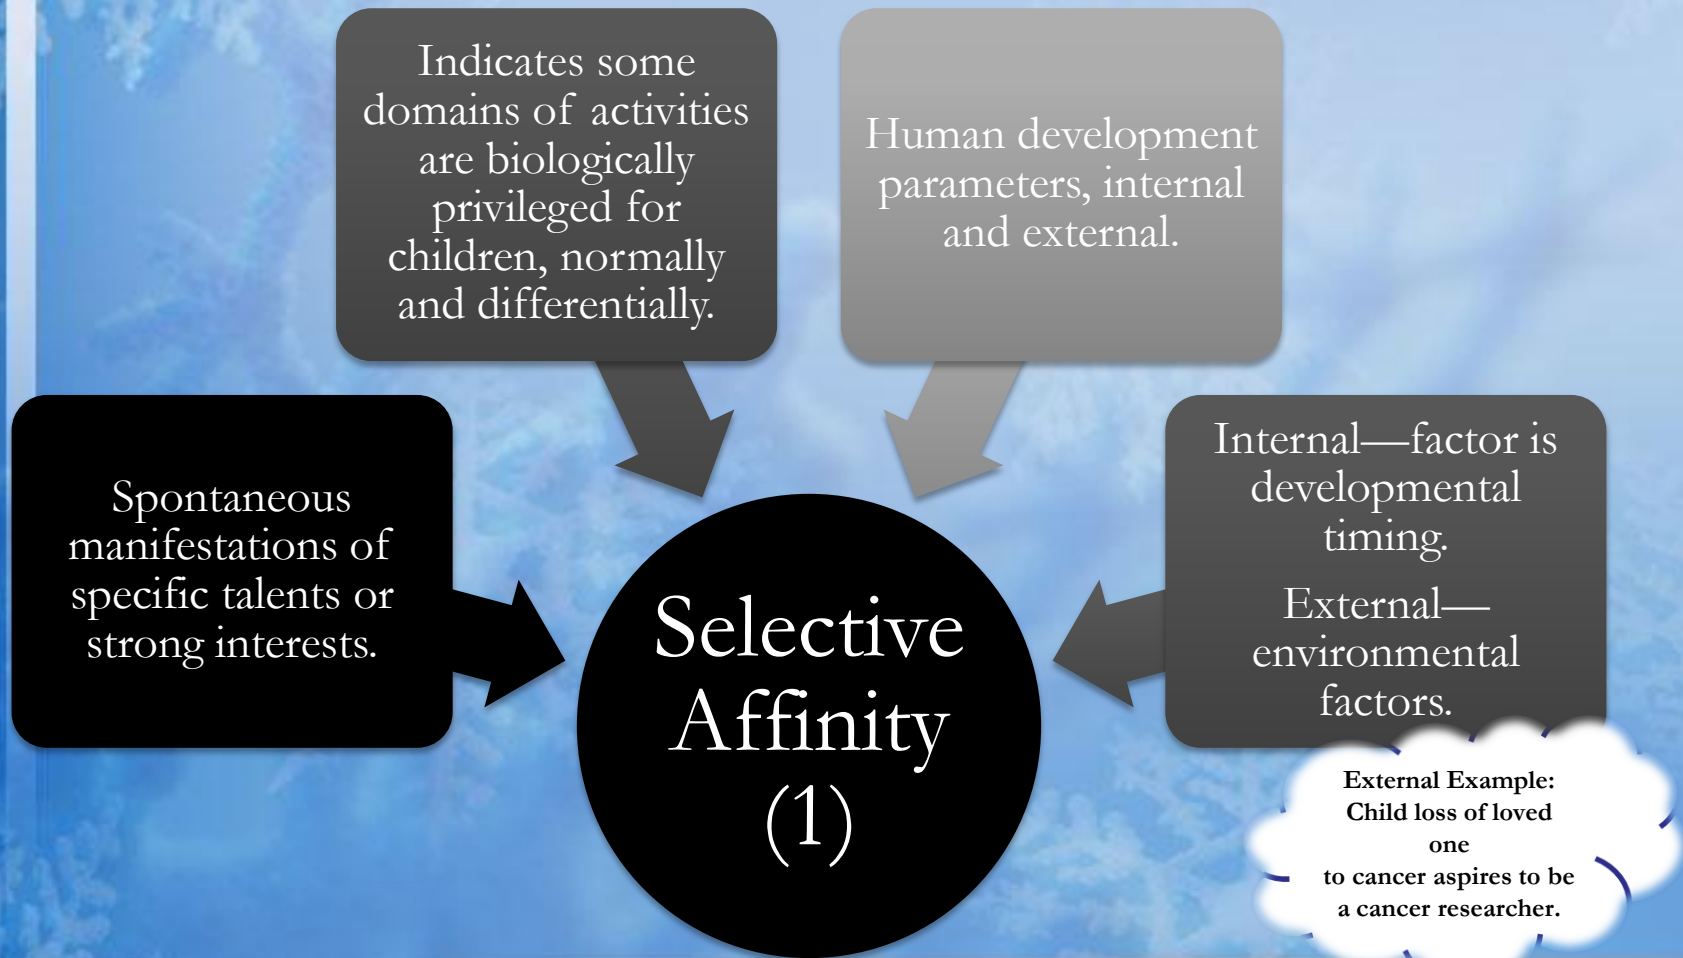 Indicates some
domains of activities
are biologically
privileged for
children, normally
and differentially.
Human development
parameters, internal
and external.
Spontaneous
manifestations of
specific talents or
strong interests.
Internal—factor is
developmental
timing.
External—
environmental
factors.
Selective
Affinity
(1)
External Example:
Child loss of loved
one
to cancer aspires to be
a cancer researcher.